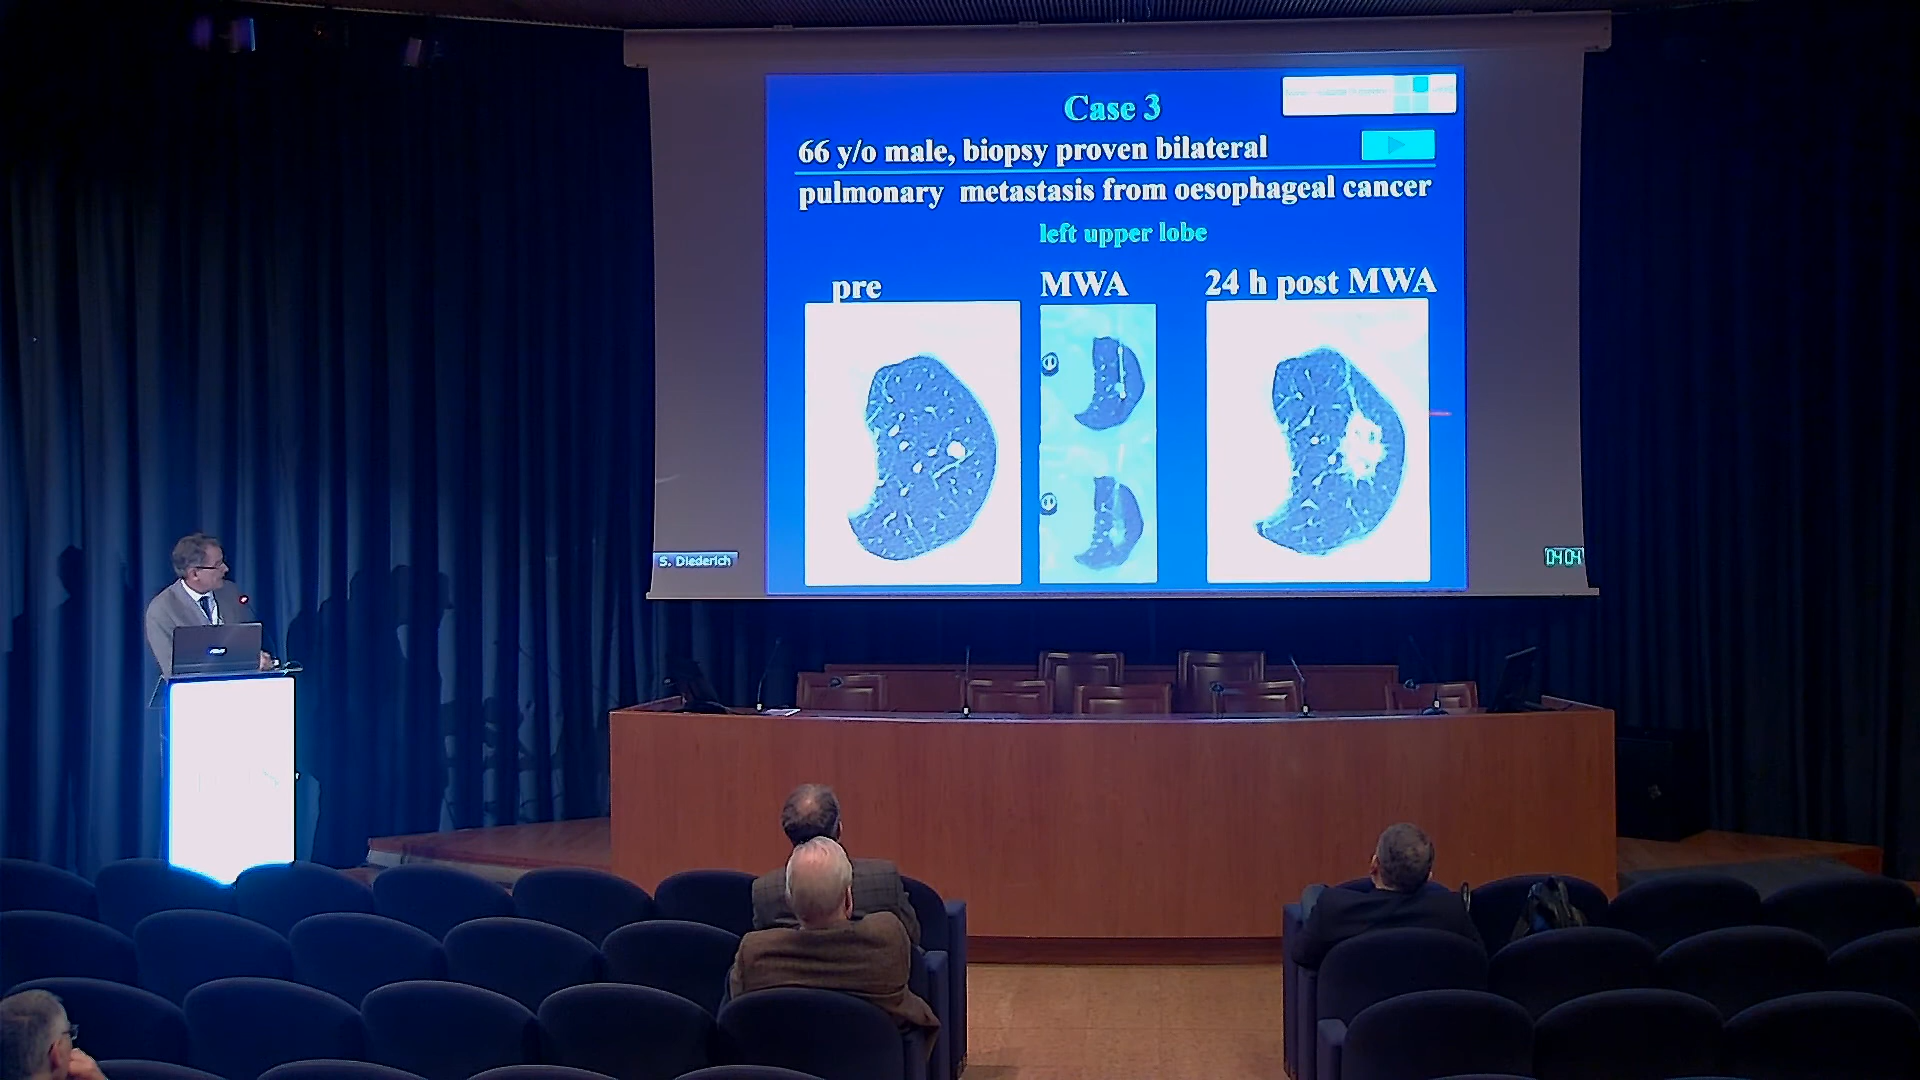 Case 3
66 y/o male, biopsy proven bilateral
pulmonary metastasis from oesophageal cancer
left upper lobe
pre
MWA
24 h post MWA
S. Diederich
04:04